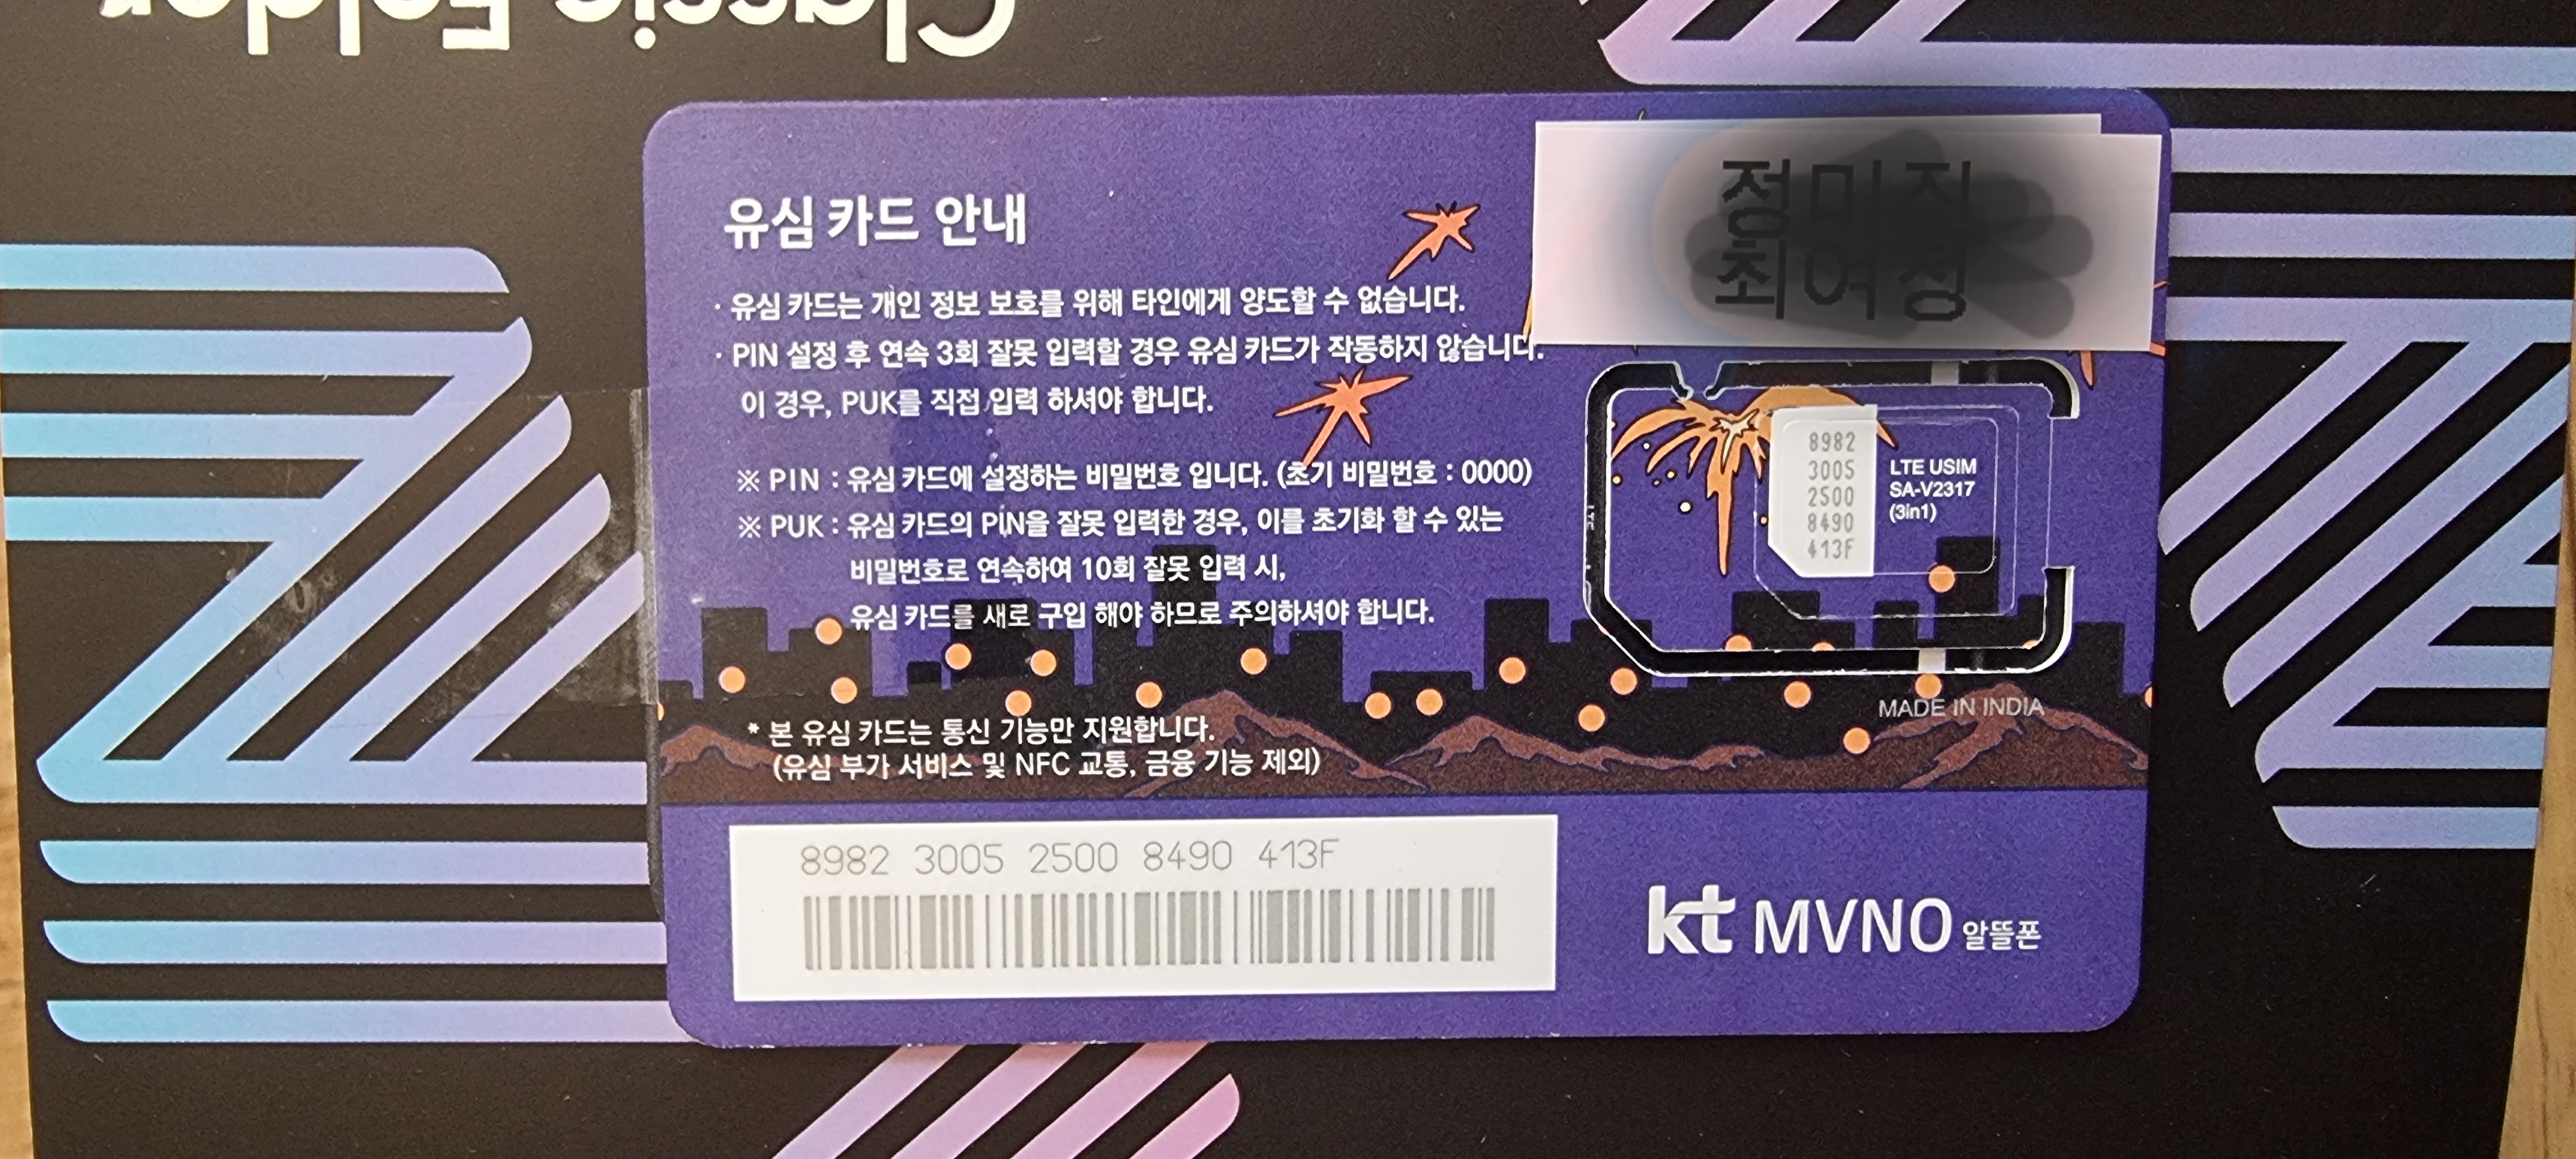 Classic Folder
유심 카드 안내
· 유심 카드는 개인 정보 보호를 위해 타인에게 양도할 수 없습니다.
· PIN 설정 후 연속 3회 잘못 입력할 경우 유심 카드가 작동하지 않습니다.
이 경우, PUK를 직접 입력 하셔야 합니다.
※ PIN : 유심 카드에 설정하는 비밀번호 입니다. (초기 비밀번호 : 0000)
※ PUK : 유심 카드의 PIN을 잘못 입력한 경우, 이를 초기화 할 수 있는
비밀번호로 연속하여 10회 잘못 입력 시,
유심 카드를 새로 구입 해야 하므로 주의하셔야 합니다.
* 본 유심 카드는 통신 기능만 지원합니다.
(유심 부가 서비스 및 NFC 교통, 금융 기능 제외)
8982
3005
2500
8490
413F
LTE USIM
SA-V2317
(3in1)
MADE IN INDIA
8982 3005 2500 8490 413F
kt MVNO 알뜰폰